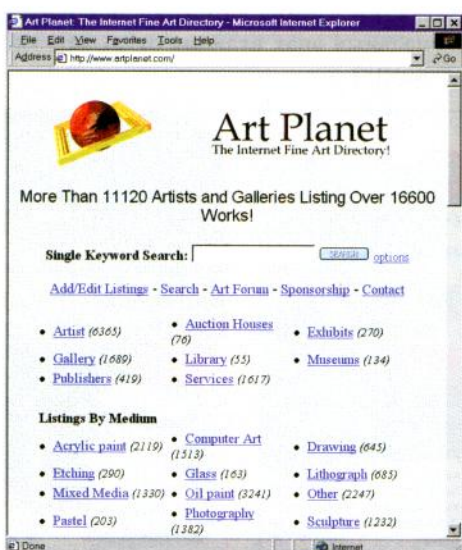 Art Planet: The Internet Fine Art Directory - Microsoft Internet Explorer
File Edit View Favorites Tools Help
Address http://www.artplanet.com/ Go
Art Planet
The Internet Fine Art Directory!
More Than 11120 Artists and Galleries Listing Over 16600
Works!
Single Keyword Search: SEARCH options
Add/Edit Listings - Search - Art Forum - Sponsorship - Contact
• Artist (6365) • Auction Houses (76) • Exhibits (270)
• Gallery (1689) • Library (55) • Museums (134)
• Publishers (419) • Services (1617)
Listings By Medium
• Acrylic paint (2119) • Computer Art (1513) • Drawing (645)
• Etching (290) • Glass (163) • Lithograph (685)
• Mixed Media (1330) • Oil paint (3241) • Other (2247)
• Pastel (203) • Photography (1382) • Sculpture (1232)
Done Internet